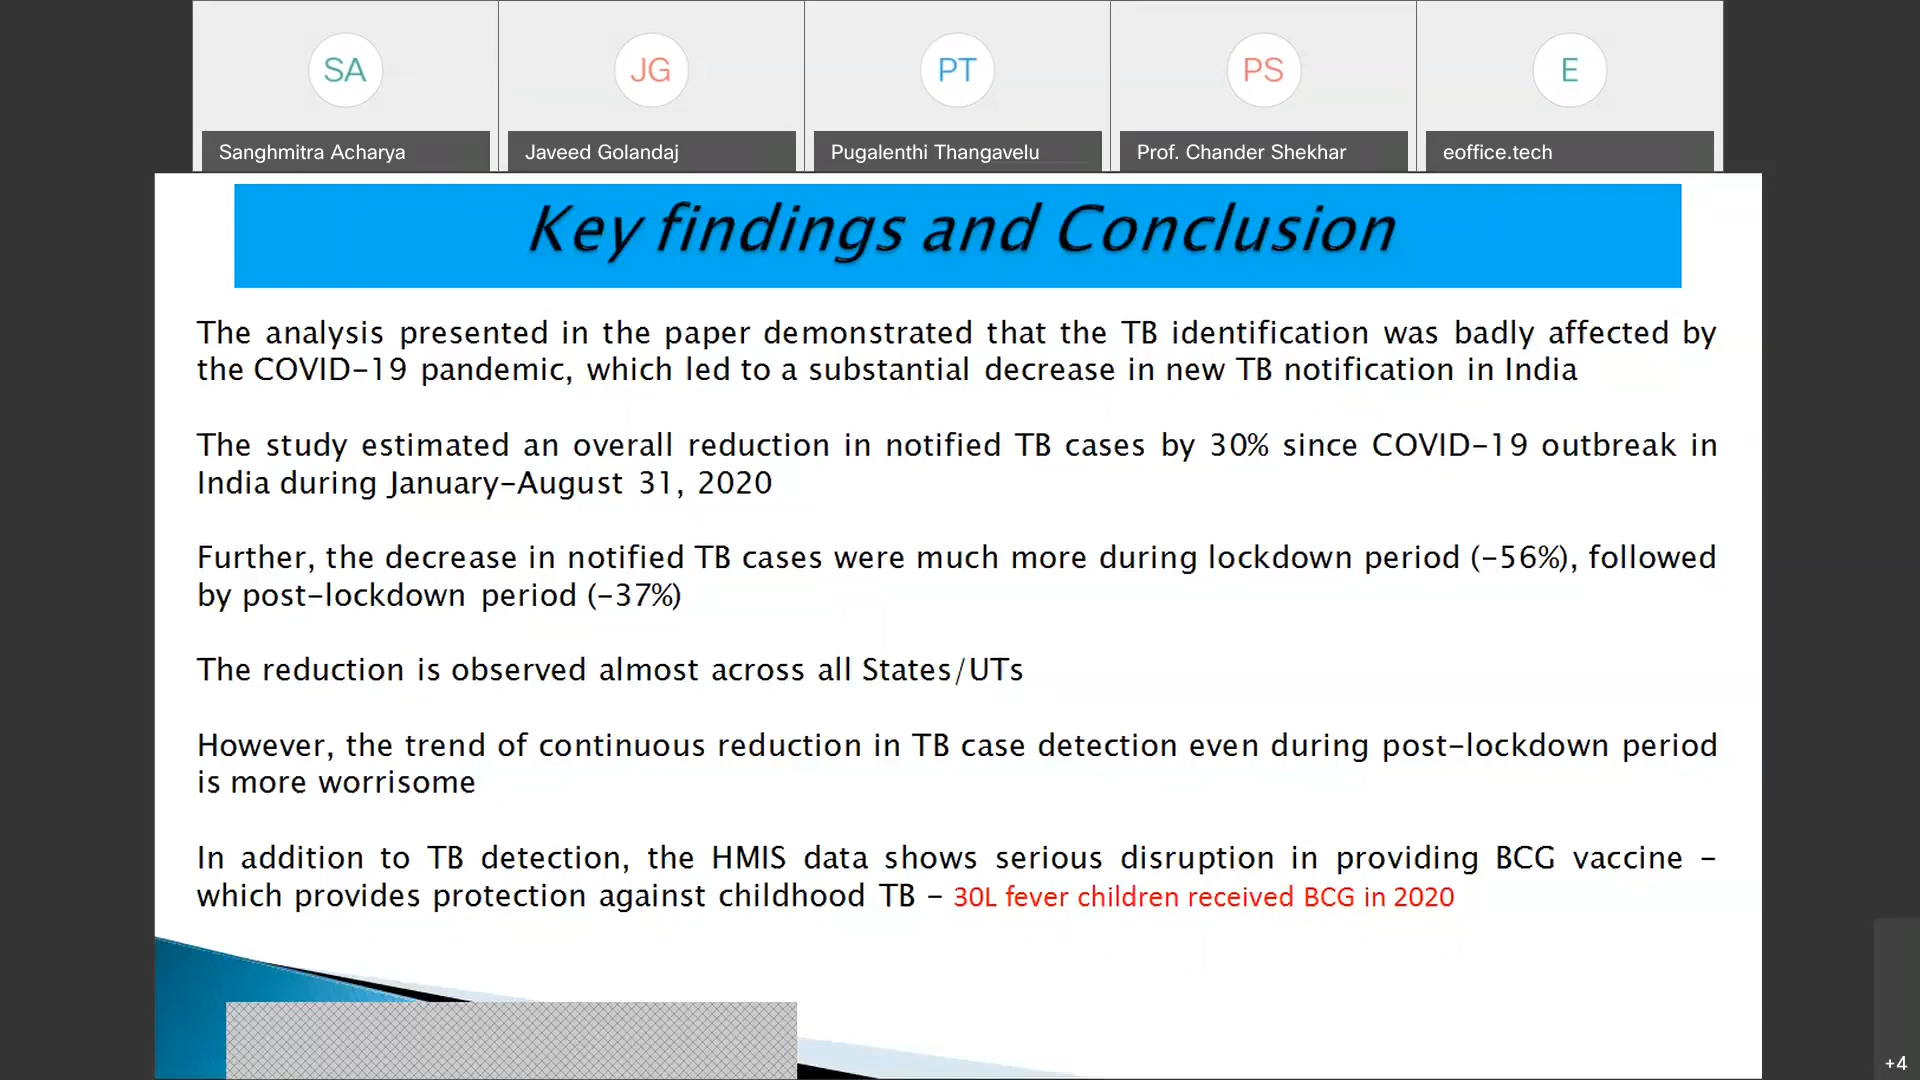 SA
JG
PT
PS
E
Sanghmitra Acharya
Javeed Golandaj
Pugalenthi Thangavelu
Prof. Chander Shekhar
eoffice.tech
Key findings and Conclusion
The analysis presented in the paper demonstrated that the TB identification was badly affected by
the COVID-19 pandemic, which led to a substantial decrease in new TB notification in India
The study estimated an overall reduction in notified TB cases by 30% since COVID-19 outbreak in
India during January-August 31, 2020
Further, the decrease in notified TB cases were much more during lockdown period (-56%), followed
by post-lockdown period (-37%)
The reduction is observed almost across all States/UTs
However, the trend of continuous reduction in TB case detection even during post-lockdown period
is more worrisome
In addition to TB detection, the HMIS data shows serious disruption in providing BCG vaccine -
which provides protection against childhood TB - 30L fever children received BCG in 2020
+4